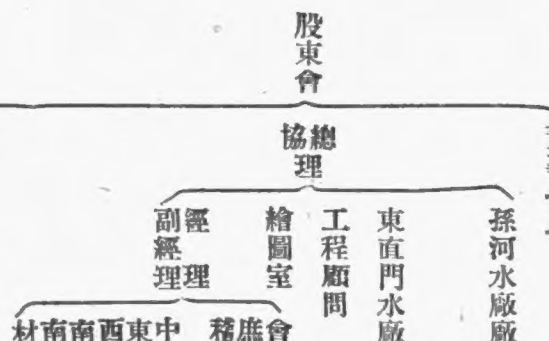 股東會
總協理
孫河水廠廠
東直門水廠
工程顧問
繪圖室
經理
副經理
會
庶
稽
中
東
西
南
南
材